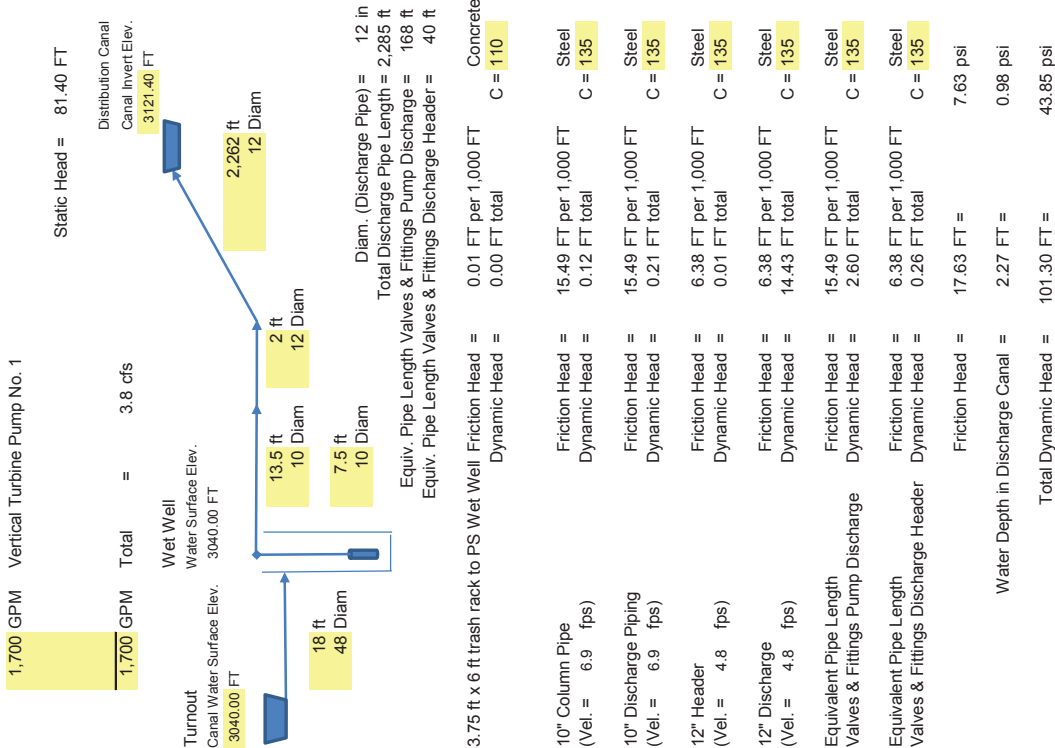 1,700 GPM Vertical Turbine Pump No. 1
1,700 GPM Total = 3.8 cfs
Static Head = 81.40 FT
Turnout
Canal Water Surface Elev.
3040.00 FT
Wet Well
Water Surface Elev.
3040.00 FT
Distribution Canal
Canal Invert Elev.
3121.40 FT
18 ft
48 Diam
13.5 ft
10 Diam
7.5 ft
10 Diam
2 ft
12 Diam
2,262 ft
12 Diam
Diam. (Discharge Pipe) = 12 in
Total Discharge Pipe Length = 2,285 ft
Equiv. Pipe Length Valves & Fittings Pump Discharge = 168 ft
Equiv. Pipe Length Valves & Fittings Discharge Header = 40 ft
3.75 ft x 6 ft trash rack to PS Wet Well Friction Head = 0.01 FT per 1,000 FT Concrete
Dynamic Head = 0.00 FT total C = 110
10" Column Pipe Friction Head = 15.49 FT per 1,000 FT Steel
(Vel. = 6.9 fps) Dynamic Head = 0.12 FT total C = 135
10" Discharge Piping Friction Head = 15.49 FT per 1,000 FT Steel
(Vel. = 6.9 fps) Dynamic Head = 0.21 FT total C = 135
12" Header Friction Head = 6.38 FT per 1,000 FT Steel
(Vel. = 4.8 fps) Dynamic Head = 0.01 FT total C = 135
12" Discharge Friction Head = 6.38 FT per 1,000 FT Steel
(Vel. = 4.8 fps) Dynamic Head = 14.43 FT total C = 135
Equivalent Pipe Length Friction Head = 15.49 FT per 1,000 FT Steel
Valves & Fittings Pump Discharge Dynamic Head = 2.60 FT total C = 135
Equivalent Pipe Length Friction Head = 6.38 FT per 1,000 FT Steel
Valves & Fittings Discharge Header Dynamic Head = 0.26 FT total C = 135
Friction Head = 17.63 FT = 7.63 psi
Water Depth in Discharge Canal = 2.27 FT = 0.98 psi
Total Dynamic Head = 101.30 FT = 43.85 psi